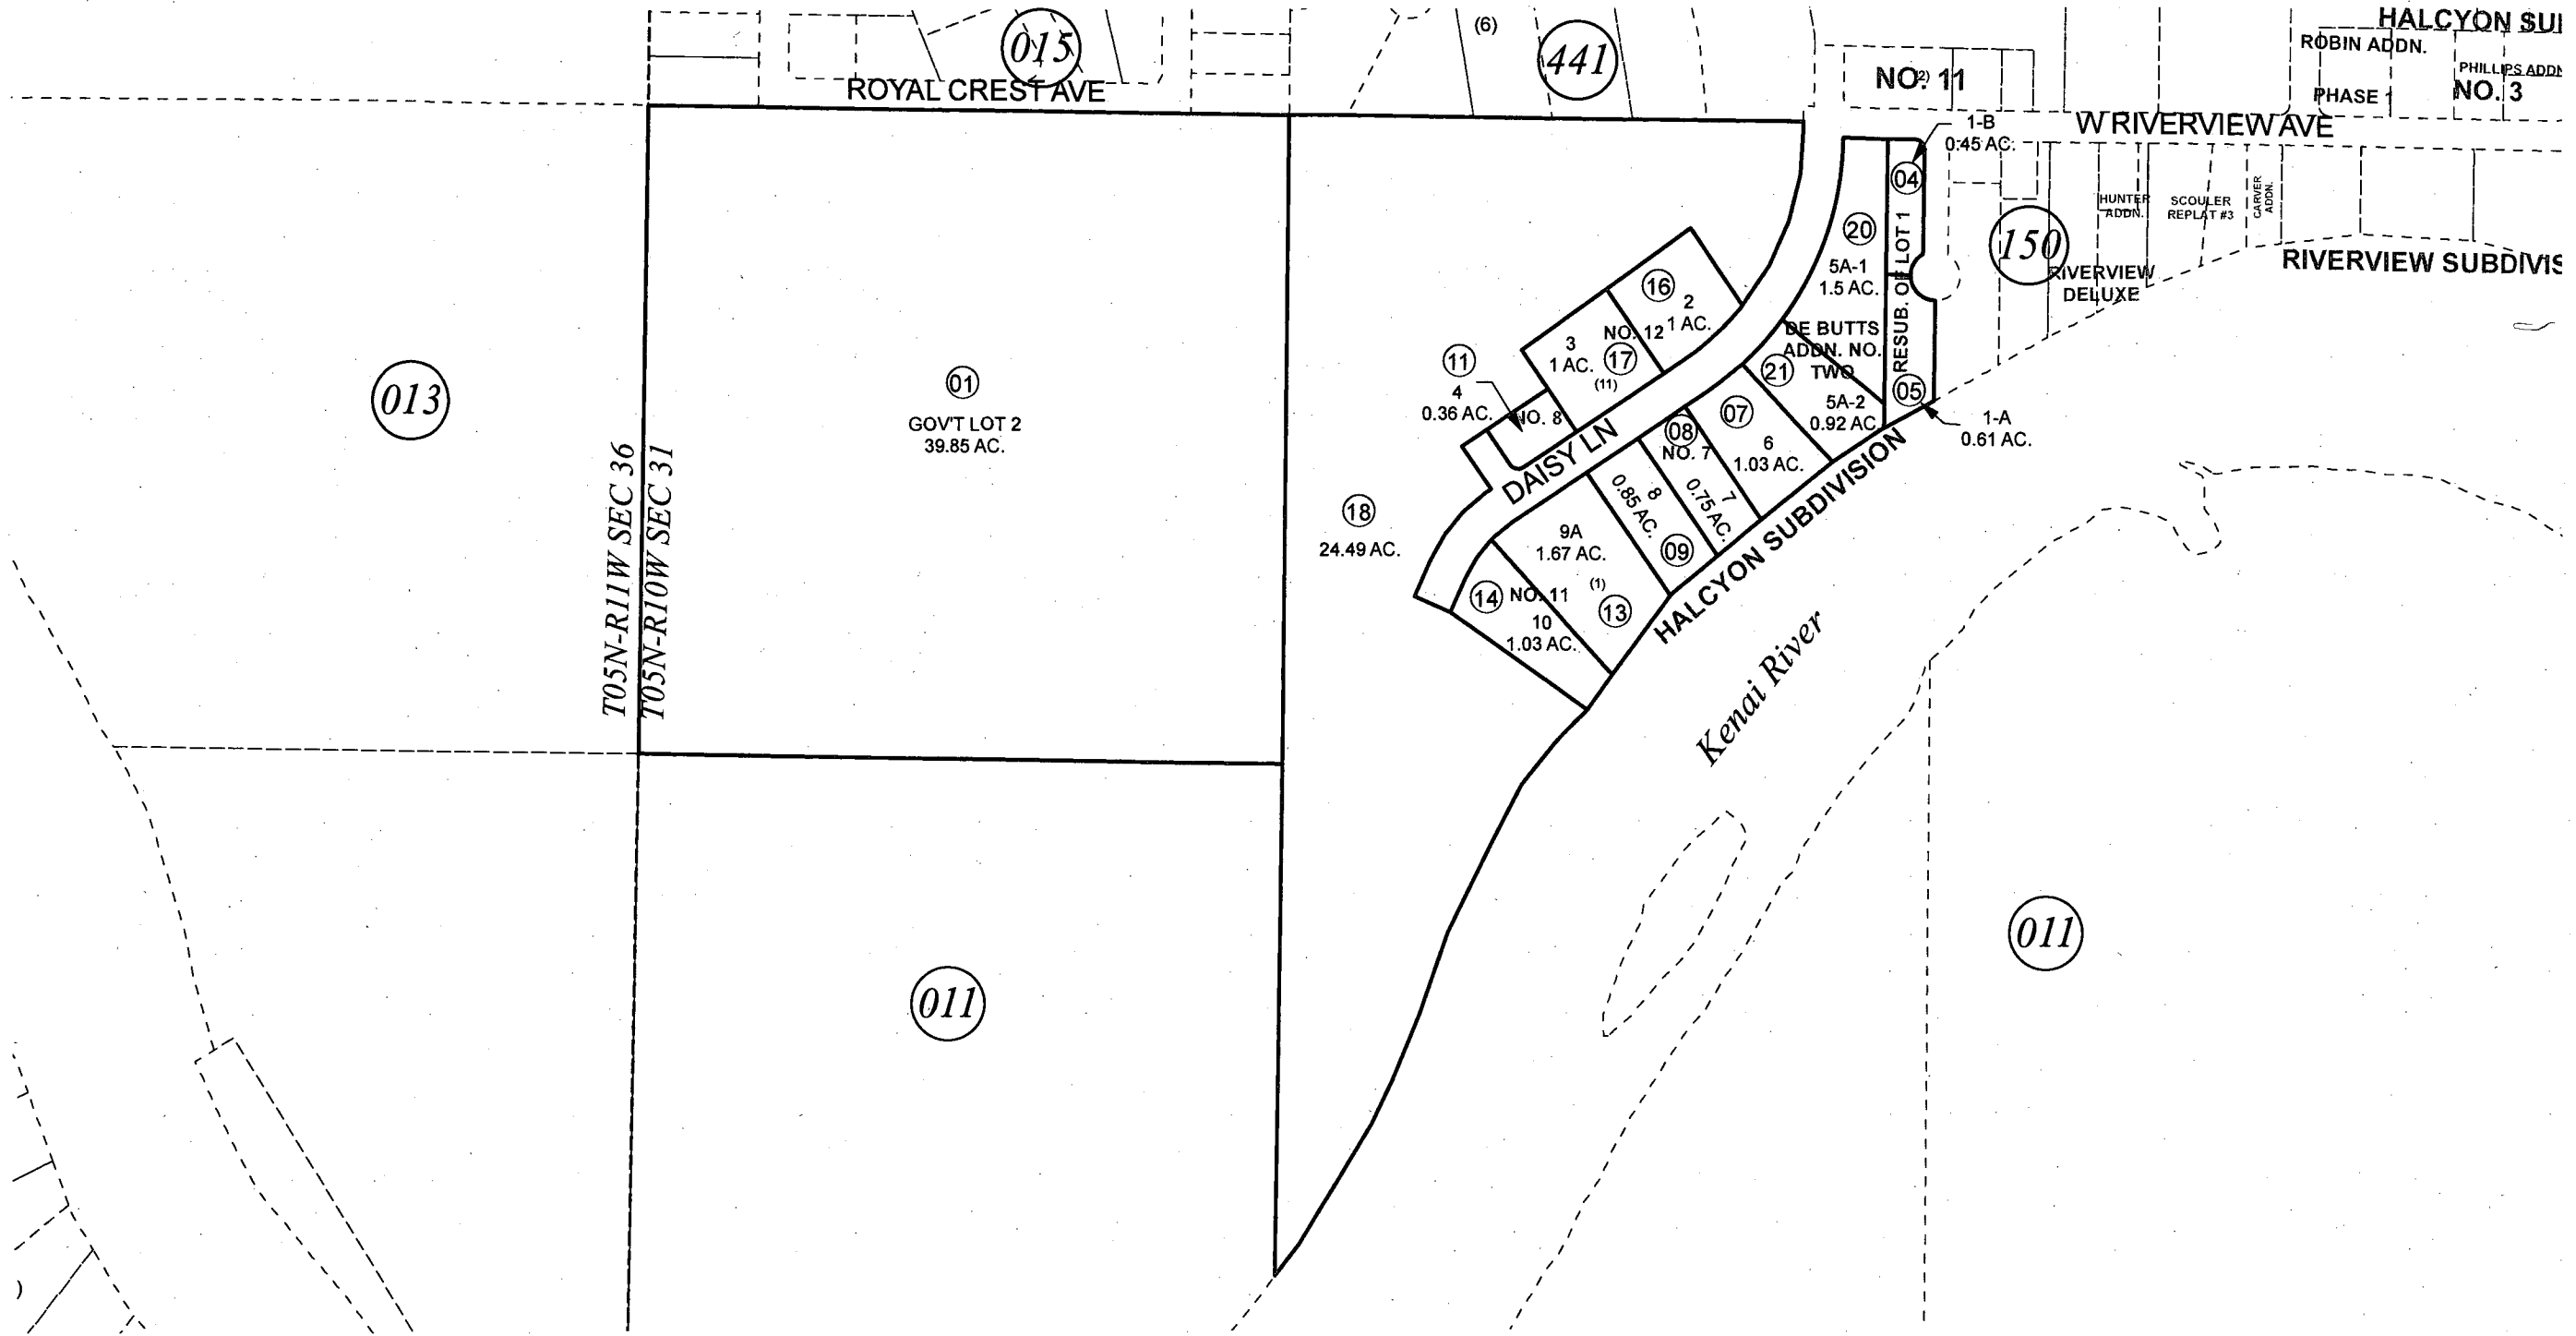 015
ROYAL CREST AVE
(6)
441
NO. 11
(2)
HALCYON SUI
ROBIN ADDN.
PHILLIPS ADDN
NO. 3
PHASE 1
W RIVERVIEW AVE
1-B
0.45 AC.
04
HUNTER
ADDN.
SCOULER
REPLAT #3
CARVER
ADDN.
150
RIVERVIEW
DELUXE
RIVERVIEW SUBDIVIS
20
5A-1
1.5 AC.
RESUB. OF LOT 1
16
2
1 AC.
NO. 12
3
1 AC.
17
(11)
DE BUTTS
ADDN. NO.
TWO
21
5A-2
0.92 AC.
05
1-A
0.61 AC.
11
4
0.36 AC.
NO. 8
013
01
GOV'T LOT 2
39.85 AC.
T05N-R11W SEC 36
T05N-R10W SEC 31
DAISY LN
07
6
1.03 AC.
08
NO. 7
7
0.75 AC.
8
0.85 AC.
09
18
24.49 AC.
9A
1.67 AC.
(1)
13
14
NO. 11
10
1.03 AC.
HALCYON SUBDIVISION
Kenai River
011
011
)